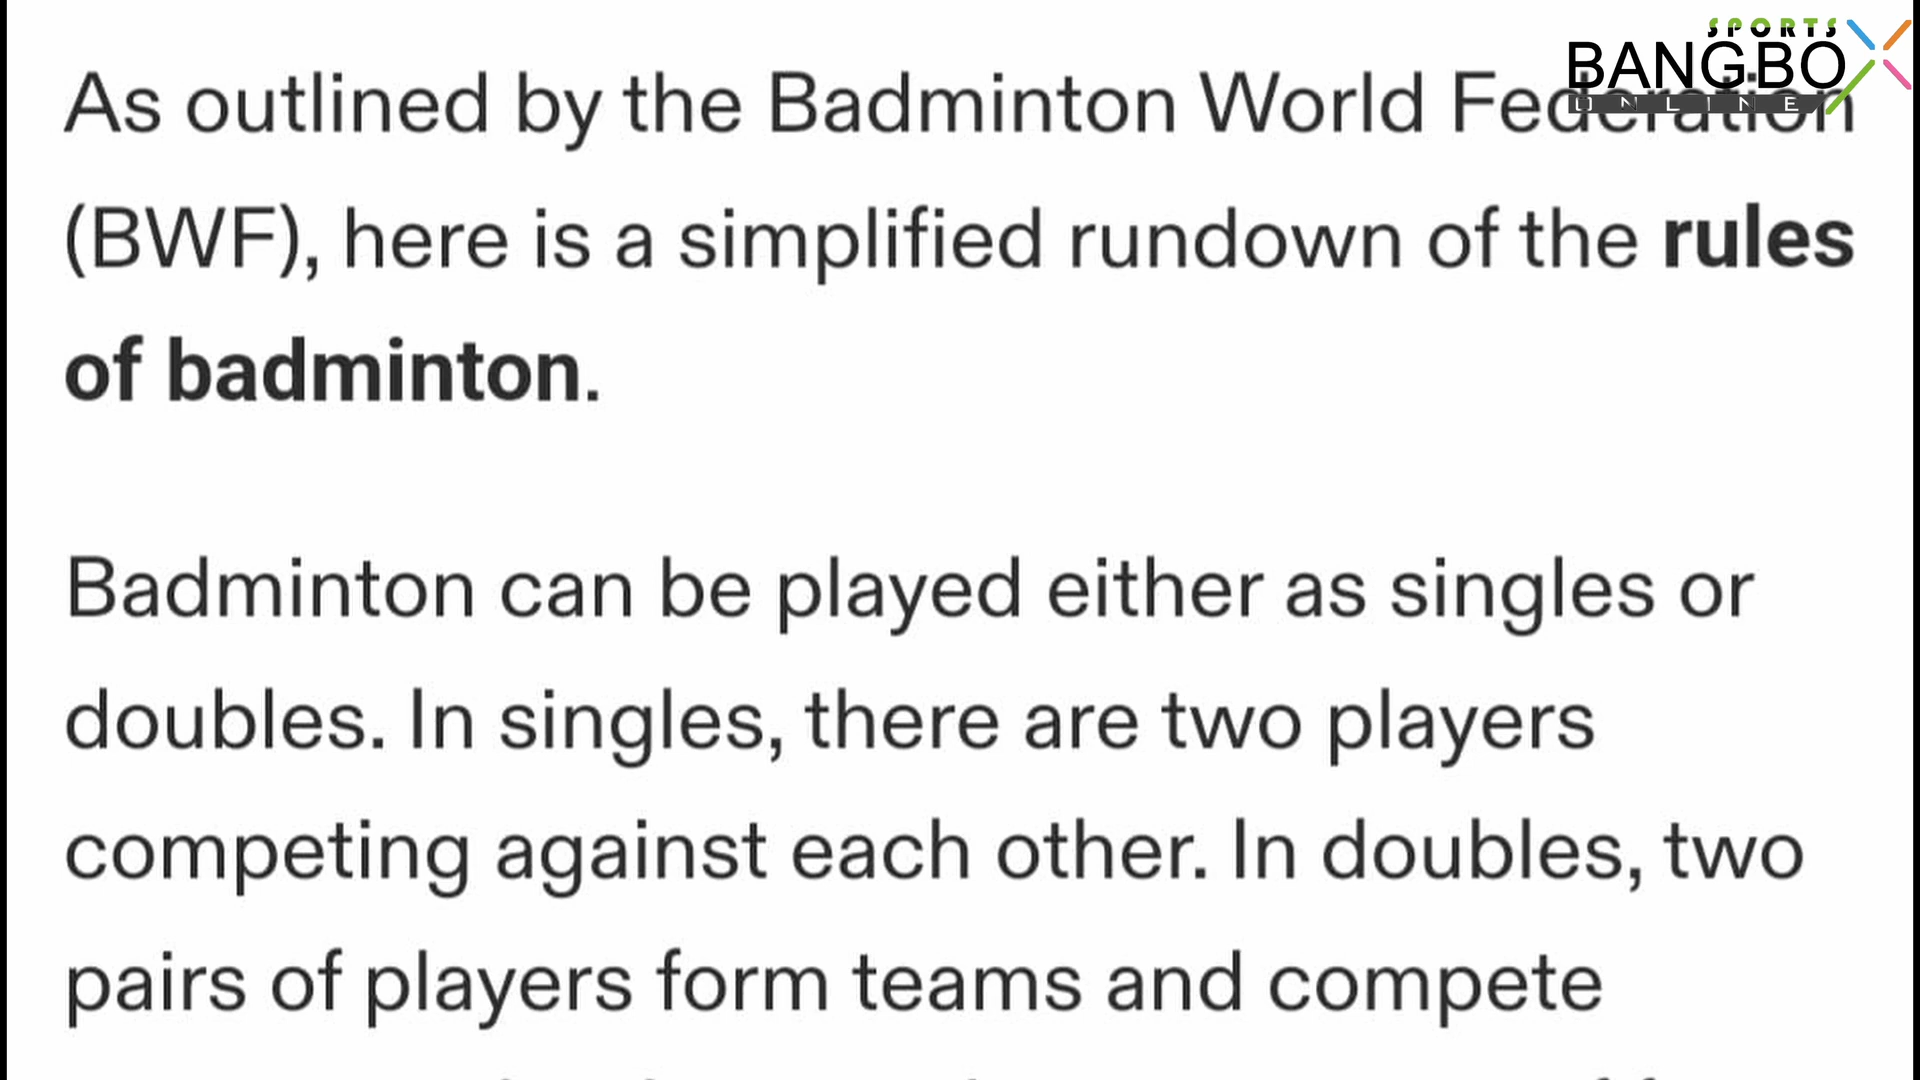 SPORTS
BANGBOX
ONLINE
As outlined by the Badminton World Federation
(BWF), here is a simplified rundown of the rules
of badminton.
Badminton can be played either as singles or
doubles. In singles, there are two players
competing against each other. In doubles, two
pairs of players form teams and compete